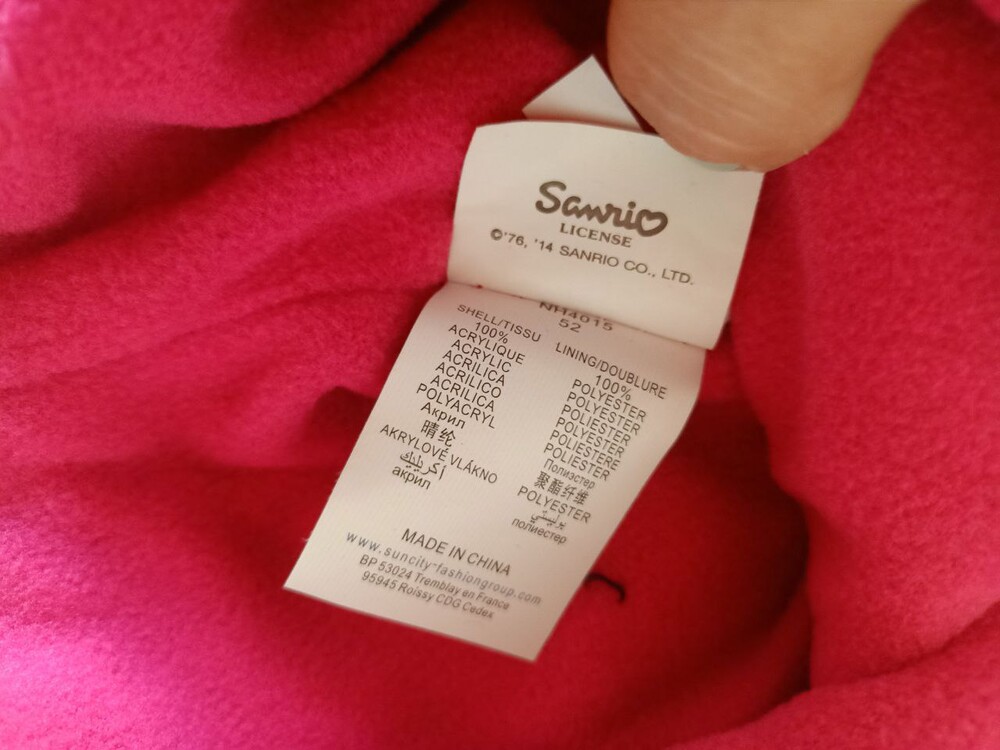 Sanrio
LICENSE
©'76, '14 SANRIO CO., LTD.
NH4015
52
SHELL/TISSU
100%
ACRYLIQUE
ACRYLIC
ACRILICA
ACRILICO
ACRILICA
POLYACRYL
Акрил
晴纶
AKRYLOVÉ VLÁKNO
أكريليك
акрил
LINING/DOUBLURE
100%
POLYESTER
POLYESTER
POLIESTER
POLYESTER
POLIESTERE
POLIESTER
Полиэстер
聚酯纤维
POLYESTER
полиестер
MADE IN CHINA
www.suncity-fashiongroup.com
BP 53024 Tremblay en France
95945 Roissy CDG Cedex